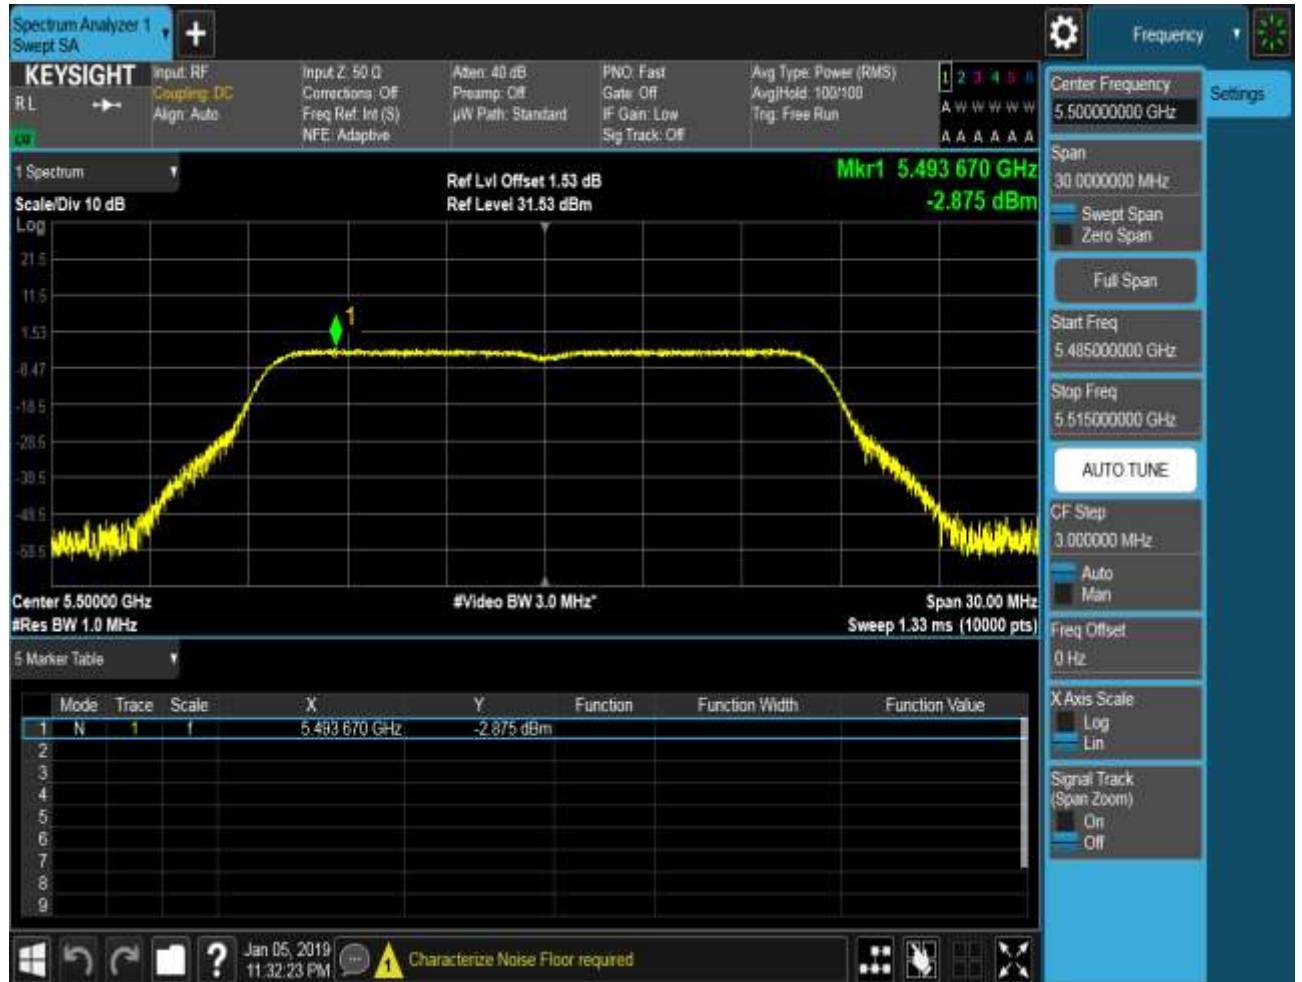 Spectrum Analyzer 1
Swept SA
+
Frequency
KEYSIGHT
Input: RF
Coupling: DC
Align: Auto
Input Z: 50 Ω
Corrections: Off
Freq Ref: Int (S)
NFE: Adaptive
Atten: 40 dB
Preamp: Off
µW Path: Standard
PNO: Fast
Gate: Off
IF Gain: Low
Sig Track: Off
Avg Type: Power (RMS)
Avg|Hold: 100/100
Trig: Free Run
1 2 3 4 5 6
A W W W W W
A A A A A A
R L
1 Spectrum
Scale/Div 10 dB
Log
Ref Lvl Offset 1.53 dB
Ref Level 31.53 dBm
Mkr1 5.493 670 GHz
-2.875 dBm
21.5
11.5
1.53
-8.47
-18.5
-28.5
-38.5
-48.5
-58.5
1
Center 5.50000 GHz
#Res BW 1.0 MHz
#Video BW 3.0 MHz*
Span 30.00 MHz
Sweep 1.33 ms (10000 pts)
5 Marker Table
Mode Trace Scale X Y Function Function Width Function Value
1 N 1 f 5.493 670 GHz -2.875 dBm
2
3
4
5
6
7
8
9
Center Frequency
5.500000000 GHz
Settings
Span
30.0000000 MHz
Swept Span
Zero Span
Full Span
Start Freq
5.485000000 GHz
Stop Freq
5.515000000 GHz
AUTO TUNE
CF Step
3.000000 MHz
Auto
Man
Freq Offset
0 Hz
X Axis Scale
Log
Lin
Signal Track
(Span Zoom)
On
Off
?
Jan 05, 2019
11:32:23 PM
Characterize Noise Floor required